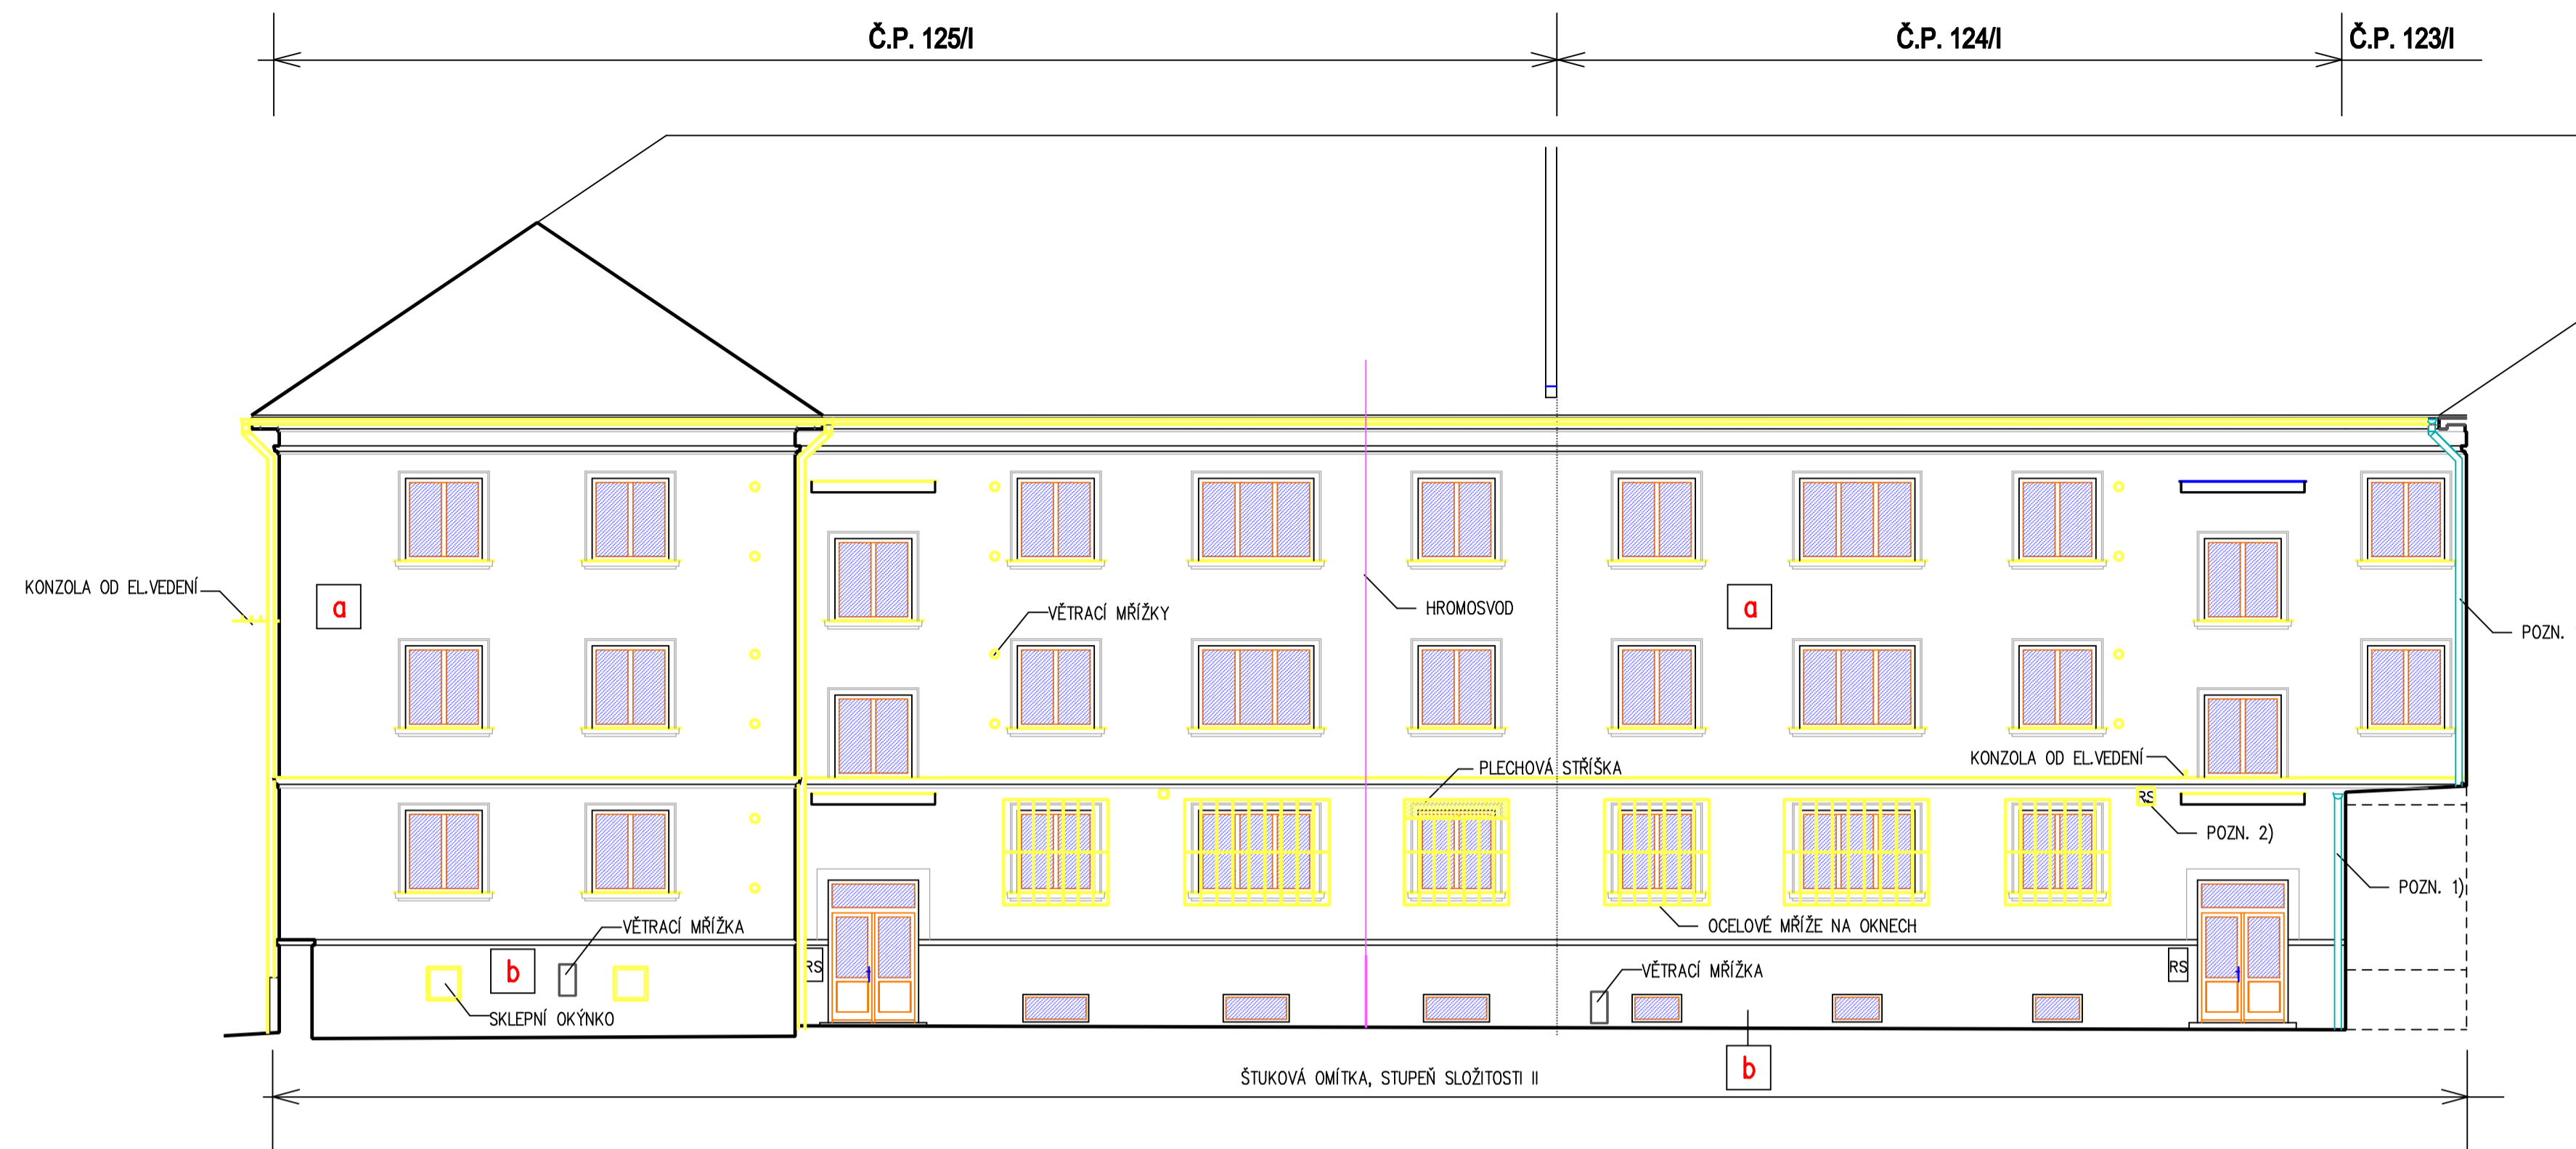 Č.P. 125/I
Č.P. 124/I
Č.P. 123/I
KONZOLA OD EL.VEDENÍ
a
VĚTRACÍ MŘÍŽKY
HROMOSVOD
a
POZN.
PLECHOVÁ STŘÍŠKA
KONZOLA OD EL.VEDENÍ
RS
POZN. 2)
POZN. 1)
VĚTRACÍ MŘÍŽKA
OCELOVÉ MŘÍŽE NA OKNECH
b
RS
VĚTRACÍ MŘÍŽKA
RS
SKLEPNÍ OKÝNKO
b
ŠTUKOVÁ OMÍTKA, STUPEŇ SLOŽITOSTI II